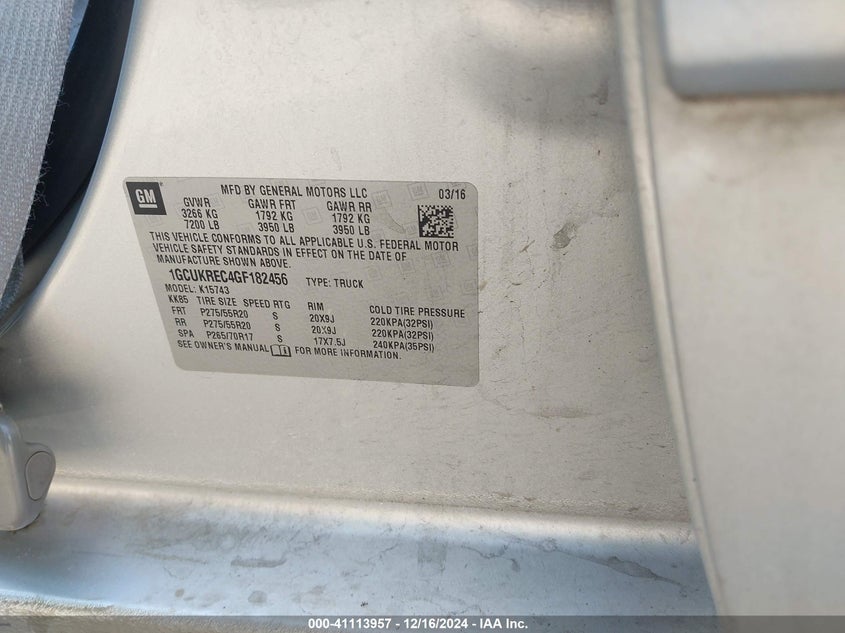 GM
MFD BY GENERAL MOTORS LLC 03/16
GVWR GAWR FRT GAWR RR
3266 KG 1792 KG 1792 KG
7200 LB 3950 LB 3950 LB
THIS VEHICLE CONFORMS TO ALL APPLICABLE U.S. FEDERAL MOTOR
VEHICLE SAFETY STANDARDS IN EFFECT ON THE DATE OF
MANUFACTURE SHOWN ABOVE.
1GCUKREC4GF182456 TYPE: TRUCK
MODEL: K15743
KK85 TIRE SIZE SPEED RTG RIM COLD TIRE PRESSURE
FRT P275/55R20 S 20X9J 220KPA(32PSI)
RR P275/55R20 S 20X9J 220KPA(32PSI)
SPA P265/70R17 S 17X7.5J 240KPA(35PSI)
SEE OWNER'S MANUAL FOR MORE INFORMATION.
000-41113957 - 12/16/2024 - IAA Inc.